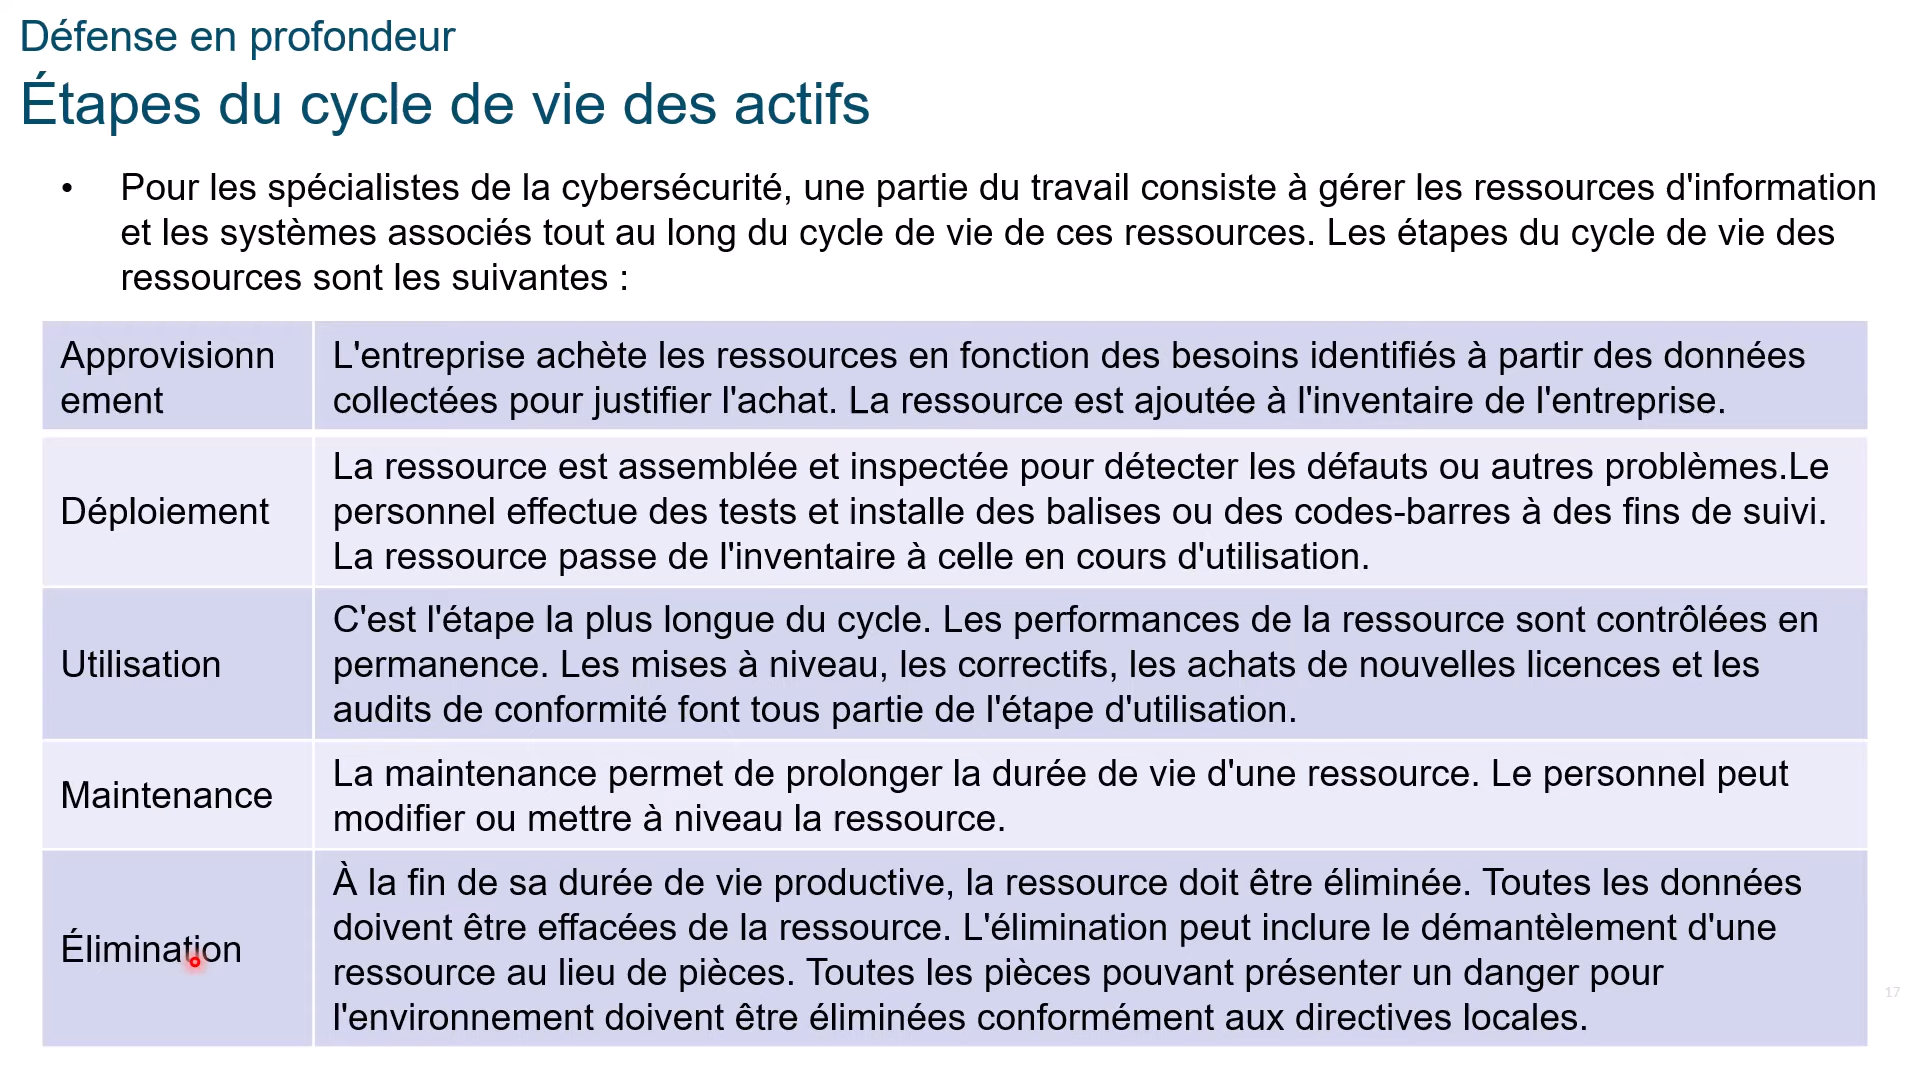 Défense en profondeur
Étapes du cycle de vie des actifs
• Pour les spécialistes de la cybersécurité, une partie du travail consiste à gérer les ressources d'information
et les systèmes associés tout au long du cycle de vie de ces ressources. Les étapes du cycle de vie des
ressources sont les suivantes :
Approvisionn
ement
L'entreprise achète les ressources en fonction des besoins identifiés à partir des données
collectées pour justifier l'achat. La ressource est ajoutée à l'inventaire de l'entreprise.
Déploiement
La ressource est assemblée et inspectée pour détecter les défauts ou autres problèmes.Le
personnel effectue des tests et installe des balises ou des codes-barres à des fins de suivi.
La ressource passe de l'inventaire à celle en cours d'utilisation.
Utilisation
C'est l'étape la plus longue du cycle. Les performances de la ressource sont contrôlées en
permanence. Les mises à niveau, les correctifs, les achats de nouvelles licences et les
audits de conformité font tous partie de l'étape d'utilisation.
Maintenance
La maintenance permet de prolonger la durée de vie d'une ressource. Le personnel peut
modifier ou mettre à niveau la ressource.
Élimination
À la fin de sa durée de vie productive, la ressource doit être éliminée. Toutes les données
doivent être effacées de la ressource. L'élimination peut inclure le démantèlement d'une
ressource au lieu de pièces. Toutes les pièces pouvant présenter un danger pour
l'environnement doivent être éliminées conformément aux directives locales.
17